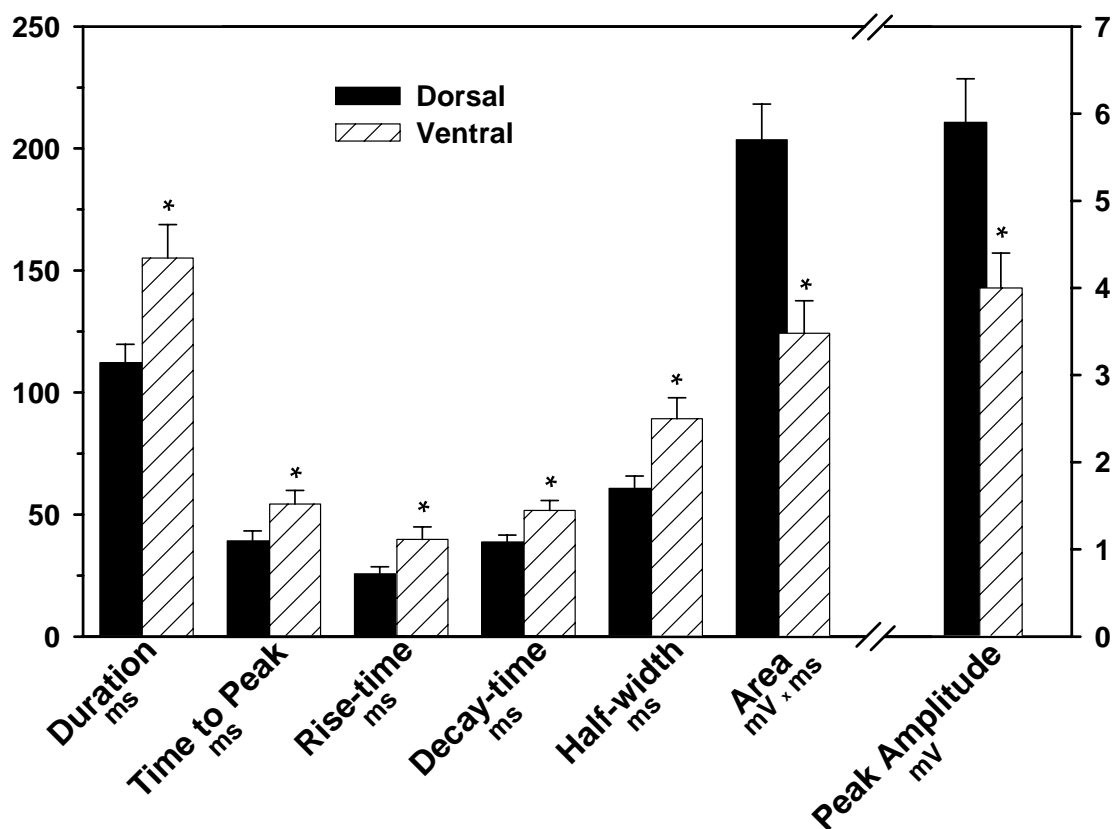 250
200
150
100
50
0
7
6
5
4
3
2
1
0
Dorsal
Ventral
*
*
*
*
*
*
*
Duration
ms
Time to Peak
ms
Rise-time
ms
Decay-time
ms
Half-width
ms
Area
mV x ms
Peak Amplitude
mV